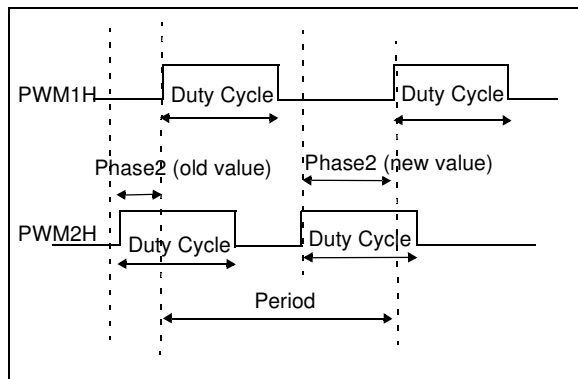 PWM1H
Duty Cycle
Duty Cycle
Phase2 (old value)
Phase2 (new value)
PWM2H
Duty Cycle
Duty Cycle
Period